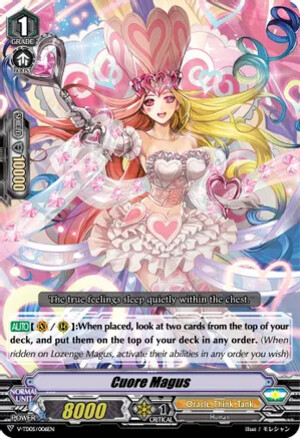 1
GRADE
BOOST
SHIELD
10000
The true feelings sleep quietly within the chest.
AUTO [ / ]:When placed, look at two cards from the top of your
deck, and put them on the top of your deck in any order. (When
ridden on Lozenge Magus, activate their abilities in any order you wish)
Cuore Magus
NORMAL
UNIT
POWER
8000
1
CRITICAL
Oracle Think Tank
Human
V-TD05/006EN
Illust / モレシャン